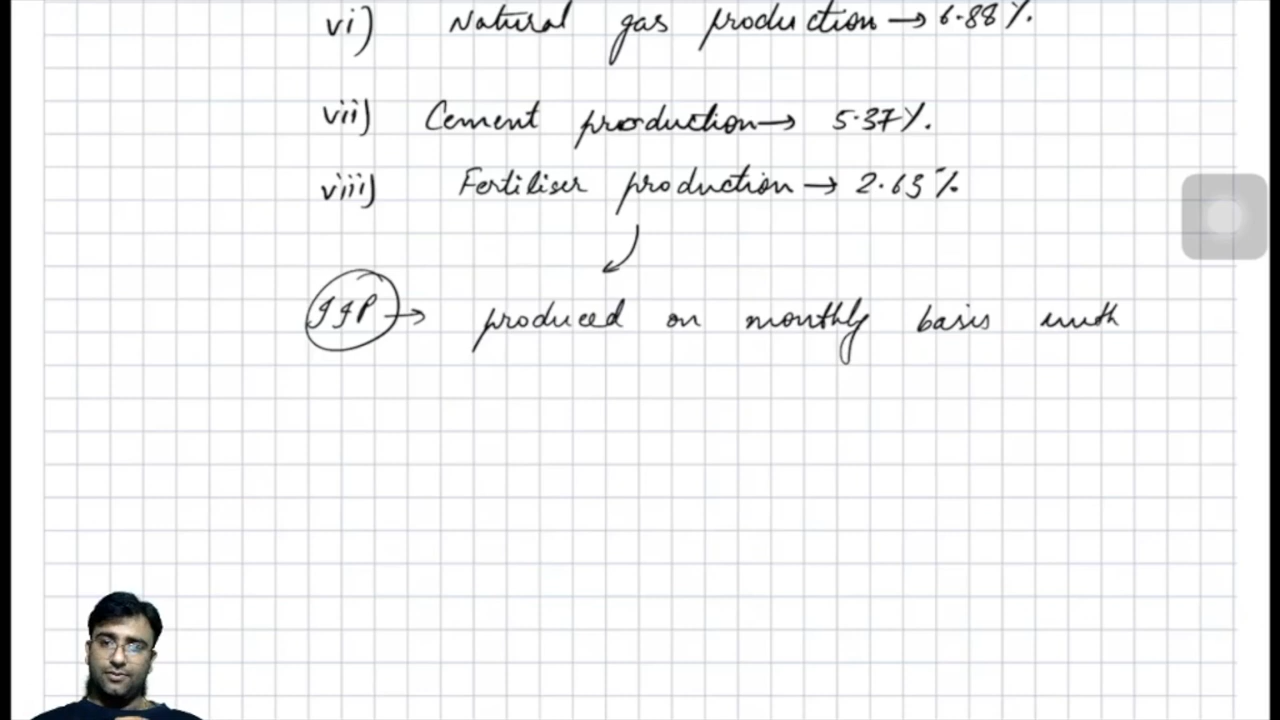 vi) Natural gas production → 6.88%.
vii) Cement production → 5.37%.
viii) Fertiliser production → 2.63%
IIP → produced on monthly basis with